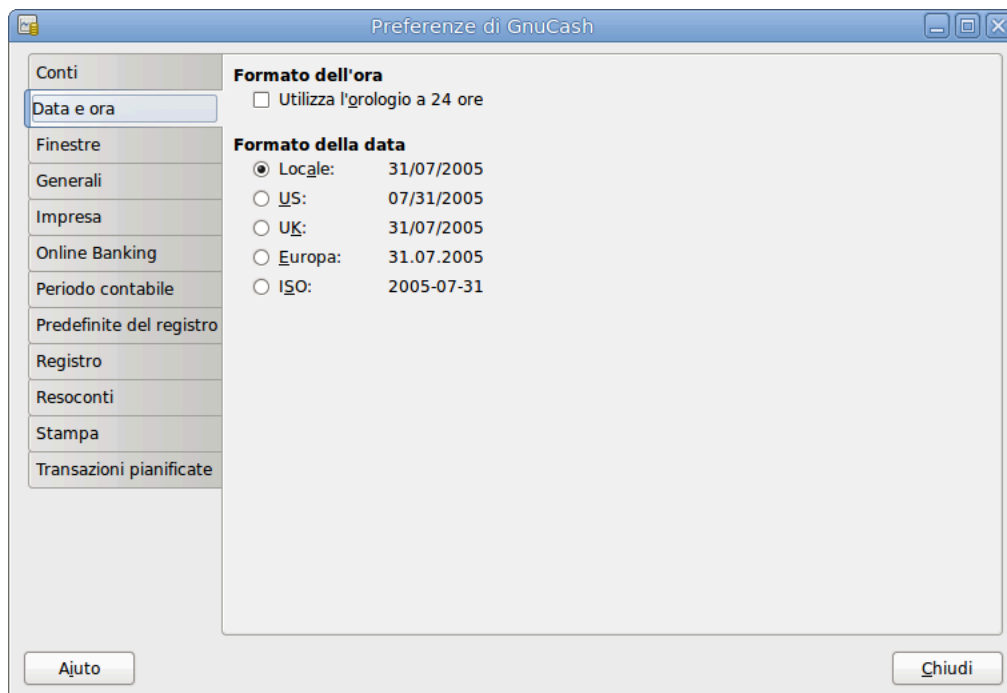 Preferenze di GnuCash
Conti
Data e ora
Finestre
Generali
Impresa
Online Banking
Periodo contabile
Predefinite del registro
Registro
Resoconti
Stampa
Transazioni pianificate
Formato dell'ora
Utilizza l'orologio a 24 ore
Formato della data
Locale: 31/07/2005
US: 07/31/2005
UK: 31/07/2005
Europa: 31.07.2005
ISO: 2005-07-31
Aiuto
Chiudi